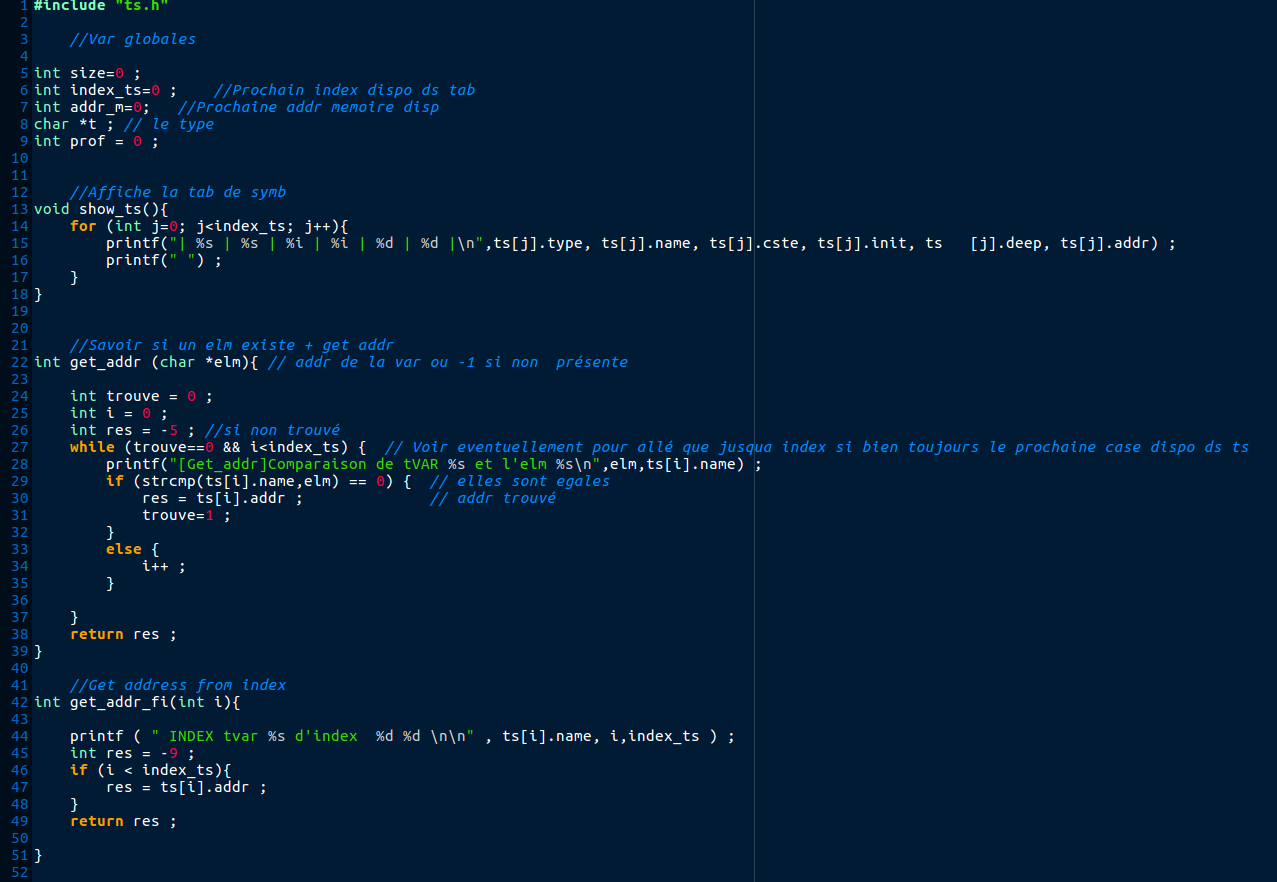 1 #include "ts.h"
2
3     //Var globales
4
5 int size=0 ;
6 int index_ts=0 ;    //Prochain index dispo ds tab
7 int addr_m=0;   //Prochaine addr memoire disp
8 char *t ; // le type
9 int prof = 0 ;
10
11
12     //Affiche la tab de symb
13 void show_ts(){
14     for (int j=0; j<index_ts; j++){
15         printf("| %s | %s | %i | %i | %d | %d |\n",ts[j].type, ts[j].name, ts[j].cste, ts[j].init, ts   [j].deep, ts[j].addr) ;
16         printf(" ") ;
17     }
18 }
19
20
21     //Savoir si un elm existe + get addr
22 int get_addr (char *elm){ // addr de la var ou -1 si non  présente
23
24     int trouve = 0 ;
25     int i = 0 ;
26     int res = -5 ; //si non trouvé
27     while (trouve==0 && i<index_ts) {  // Voir eventuellement pour allé que jusqua index si bien toujours le prochaine case dispo ds ts
28         printf("[Get_addr]Comparaison de tVAR %s et l'elm %s\n",elm,ts[i].name) ;
29         if (strcmp(ts[i].name,elm) == 0) {  // elles sont egales
30             res = ts[i].addr ;              // addr trouvé
31             trouve=1 ;
32         }
33         else {
34             i++ ;
35         }
36
37     }
38     return res ;
39 }
40
41     //Get address from index
42 int get_addr_fi(int i){
43
44     printf ( " INDEX tvar %s d'index  %d %d \n\n" , ts[i].name, i,index_ts ) ;
45     int res = -9 ;
46     if (i < index_ts){
47         res = ts[i].addr ;
48     }
49     return res ;
50
51 }
52